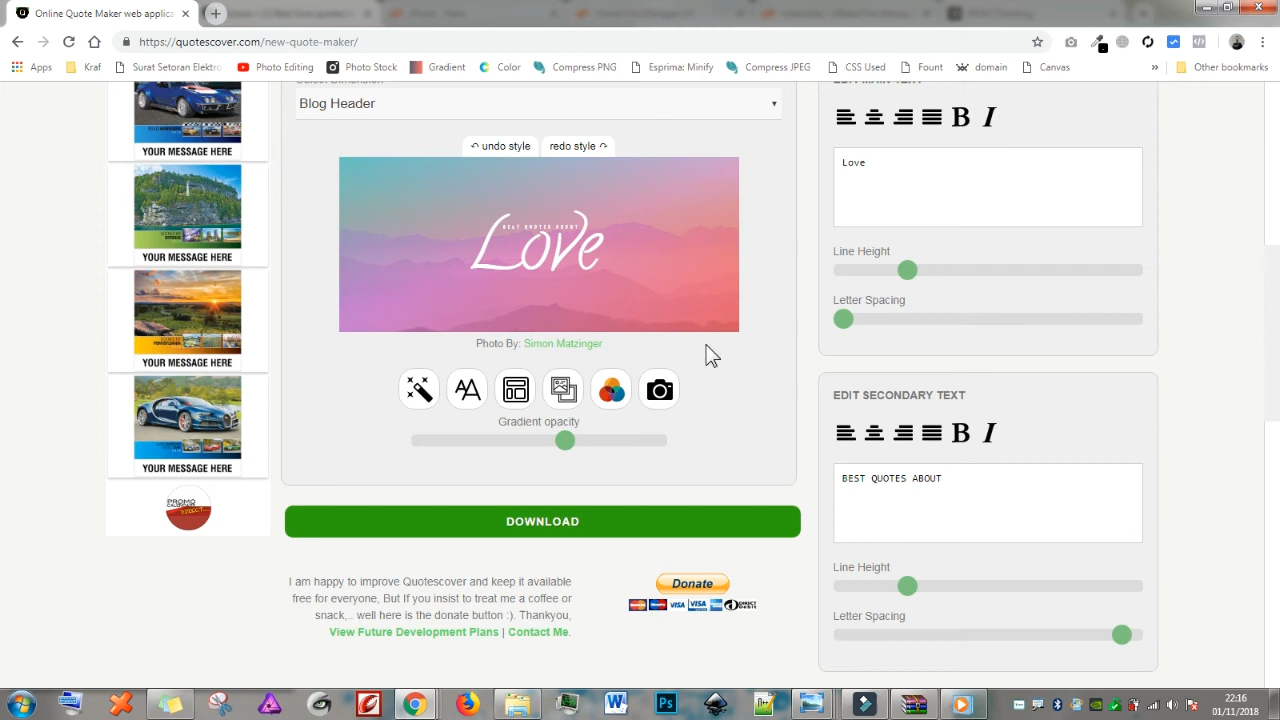 Online Quote Maker web applica
https://quotescover.com/new-quote-maker/
Apps
Kraf
Surat Setoran Elektro
Photo Editing
Photo Stock
Gradient
Color
Compress PNG
Esprima: Minify
Compress JPEG
CSS Used
Fount
domain
Canvas
»
Other bookmarks
YOUR MESSAGE HERE
YOUR MESSAGE HERE
YOUR MESSAGE HERE
YOUR MESSAGE HERE
PROMO
Blog Header
undo style
redo style
BEST QUOTES ABOUT
Love
Photo By: Simon Matzinger
Gradient opacity
DOWNLOAD
I am happy to improve Quotescover and keep it available
free for everyone, But If you insist to treat me a coffee or
snack,.. well here is the donate button :). Thankyou,
View Future Development Plans | Contact Me.
Donate
VISA
EDIT MAIN TEXT
B I
Love
Line Height
Letter Spacing
EDIT SECONDARY TEXT
B I
BEST QUOTES ABOUT
Line Height
Letter Spacing
22:16
01/11/2018